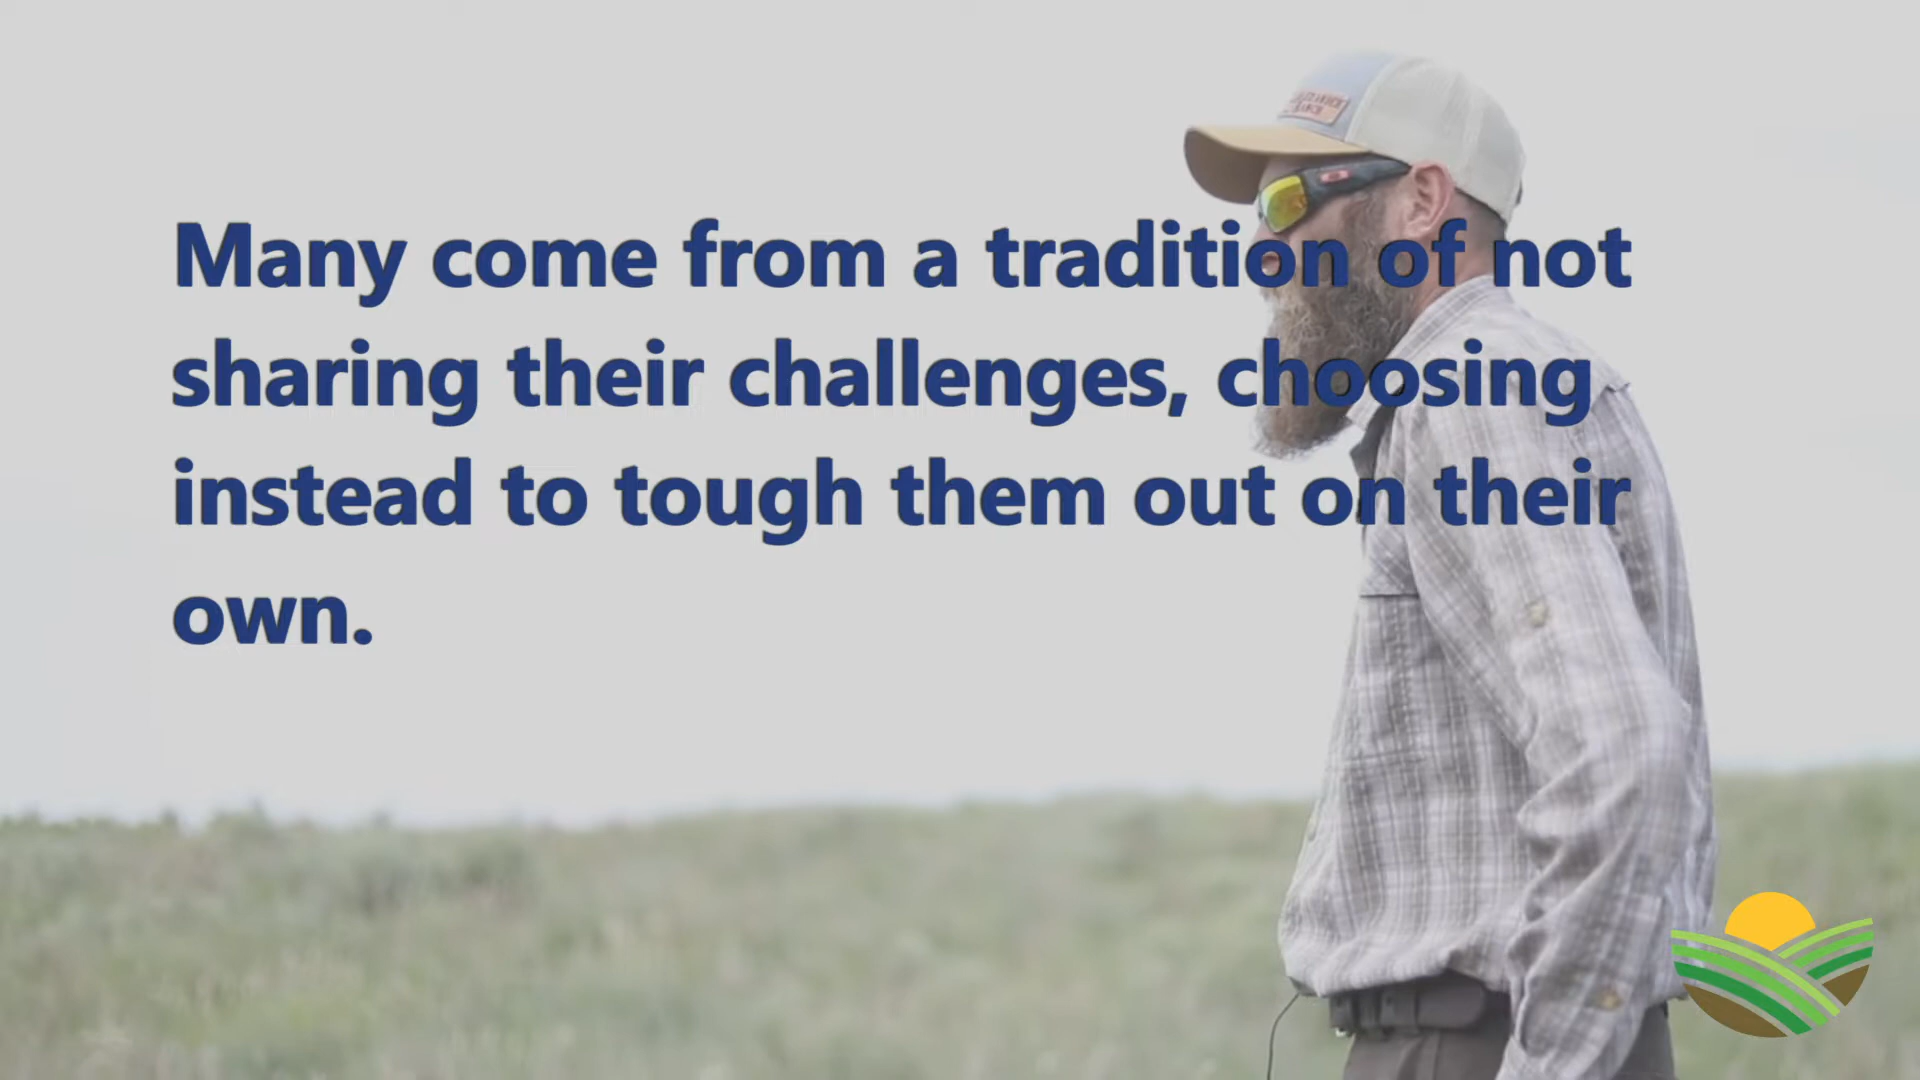 Many come from a tradition of not
sharing their challenges, choosing
instead to tough them out on their
own.